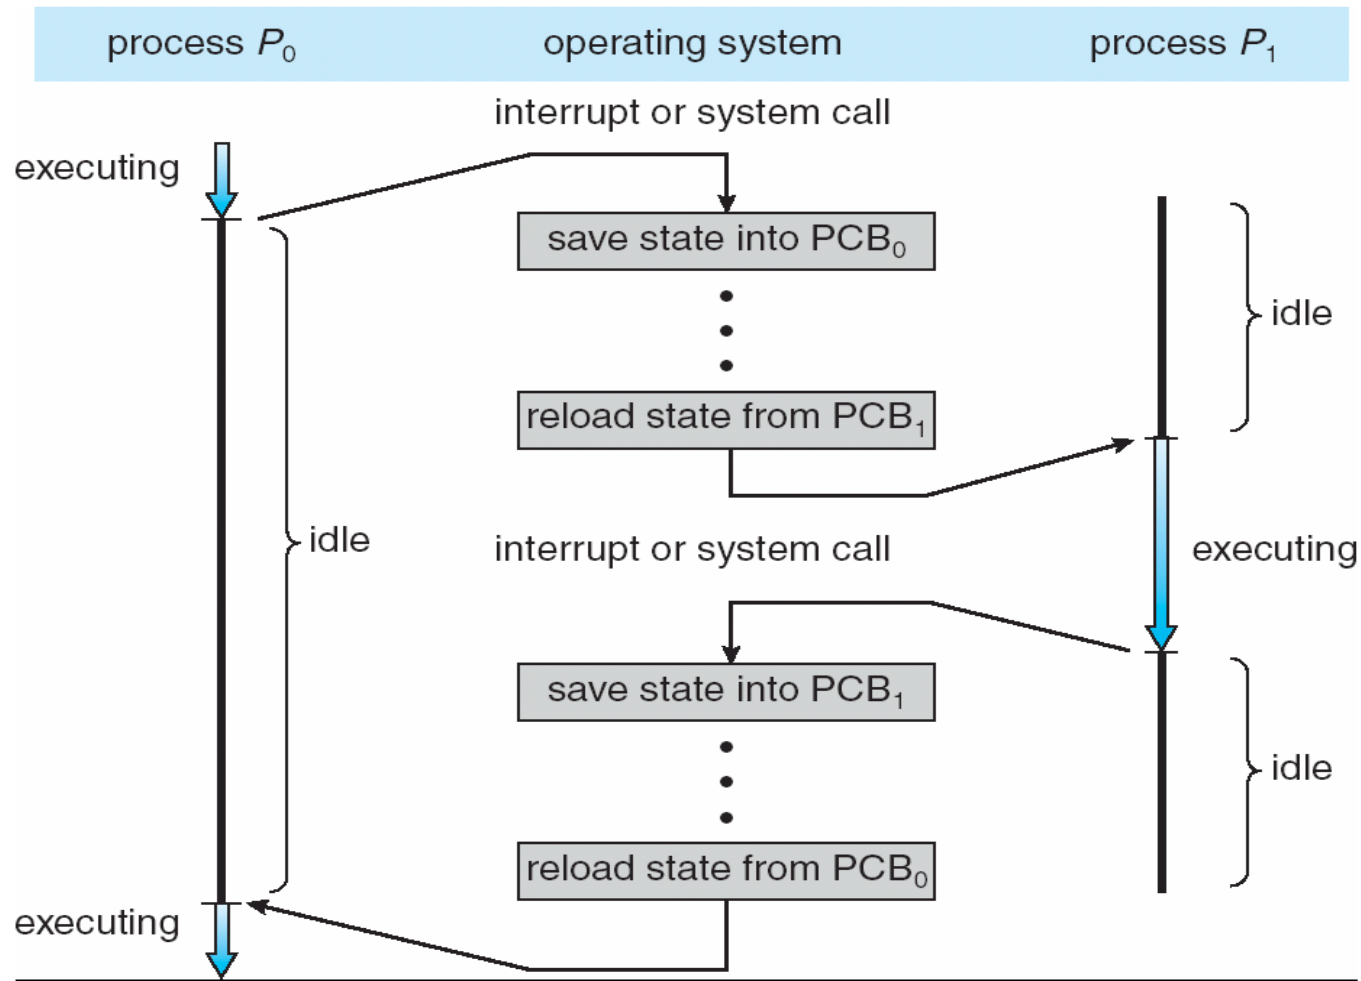 process P₀ operating system process P₁
interrupt or system call
executing
save state into PCB₀
idle
reload state from PCB₁
idle
interrupt or system call
executing
save state into PCB₁
idle
reload state from PCB₀
executing